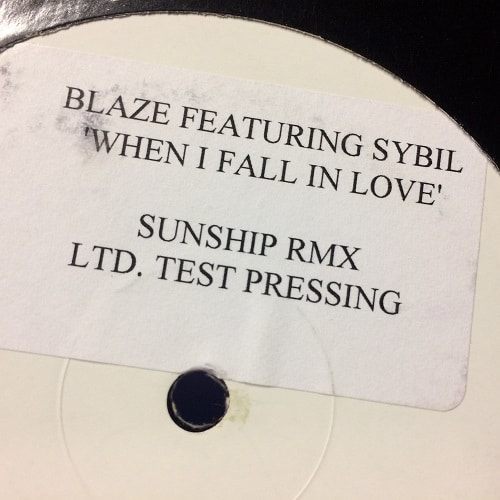 BLAZE FEATURING SYBIL
'WHEN I FALL IN LOVE'
SUNSHIP RMX
LTD. TEST PRESSING